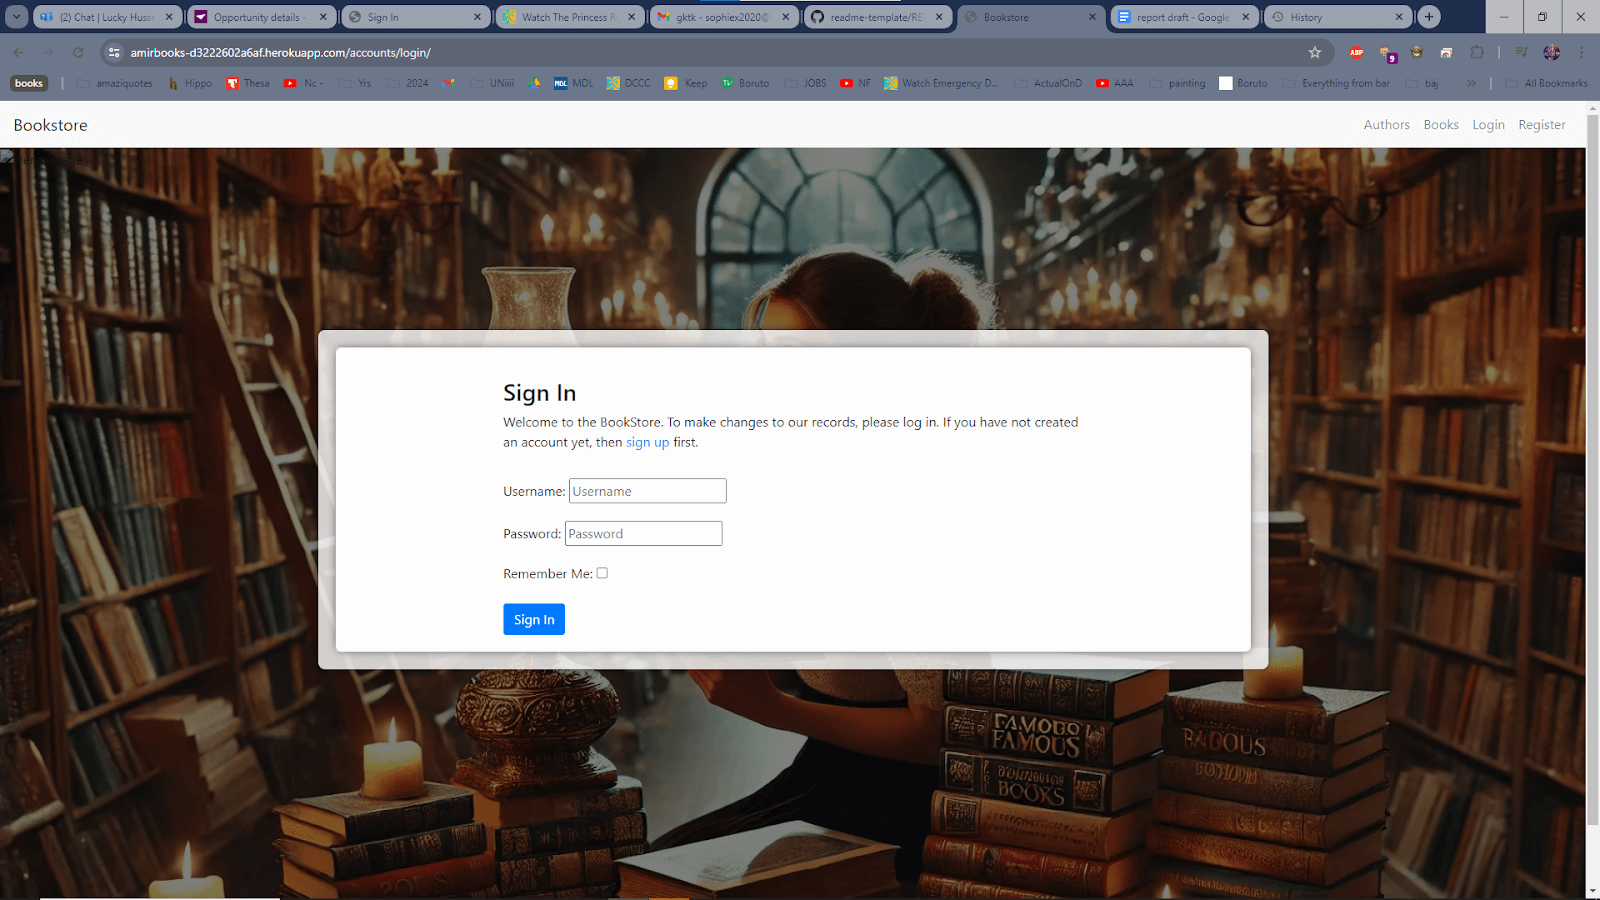 (2) Chat | Lucky Husse
Opportunity details -
Sign In
Watch The Princess R
gktk - sophiex2020@
readme-template/RE
Bookstore
report draft - Google
History
amirbooks-d3222602a6af.herokuapp.com/accounts/login/
ABP
9
books
amaziquotes
Hippo
Thesa
Nc -
Yrs
2024
UNiiii
MDL MDL
DCCC
Keep
Boruto
JOBS
NF
Watch Emergency D...
ActualOnD
AAA
painting
Boruto
Everything from bar
baj
»
All Bookmarks
Bookstore
Authors
Books
Login
Register
Sign In
Welcome to the BookStore. To make changes to our records, please log in. If you have not created
an account yet, then sign up first.
Username: Username
Password: Password
Remember Me:
Sign In
FAMOUS
FAMOUS
BOOKS